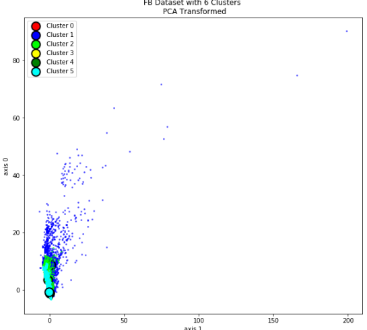 FB Dataset with 6 Clusters
PCA Transformed
Cluster 0
Cluster 1
Cluster 2
Cluster 3
Cluster 4
Cluster 5
80
60
40
20
0
axis 0
0 50 100 150 200
axis 1